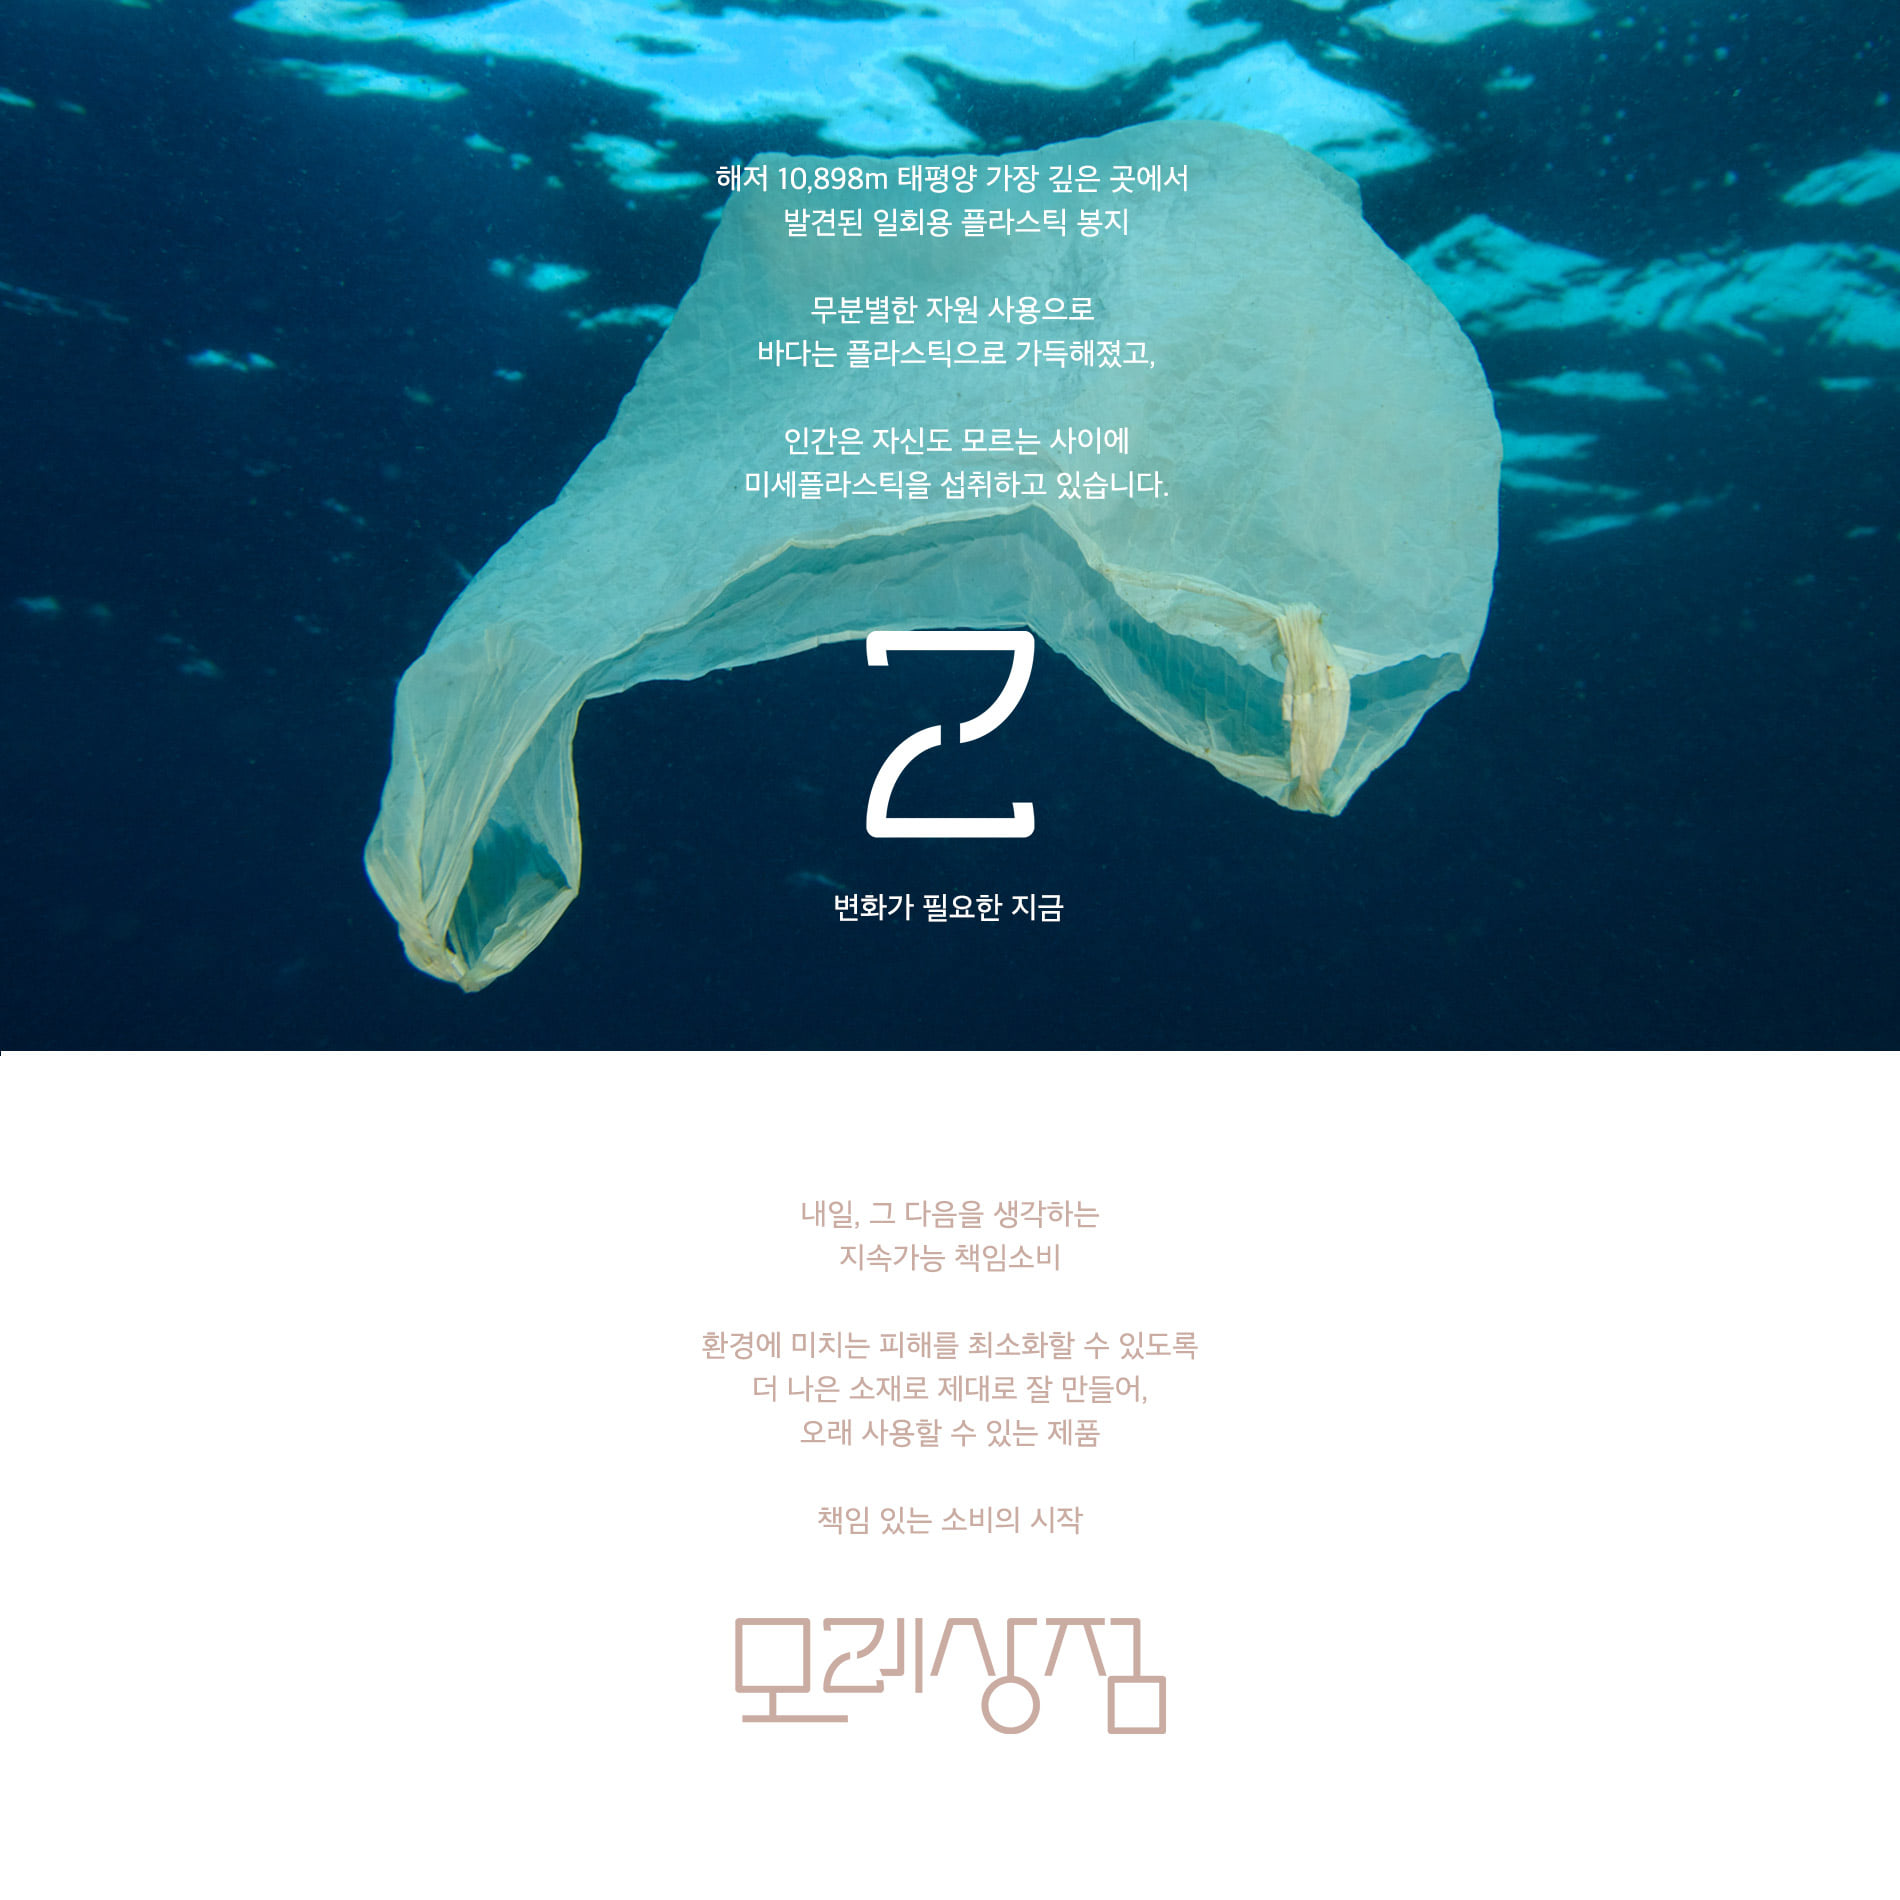 해저 10,898m 태평양 가장 깊은 곳에서
발견된 일회용 플라스틱 봉지
무분별한 자원 사용으로
바다는 플라스틱으로 가득해졌고,
인간은 자신도 모르는 사이에
미세플라스틱을 섭취하고 있습니다.
변화가 필요한 지금
내일, 그 다음을 생각하는
지속가능 책임소비
환경에 미치는 피해를 최소화할 수 있도록
더 나은 소재로 제대로 잘 만들어,
오래 사용할 수 있는 제품
책임 있는 소비의 시작
모레상점